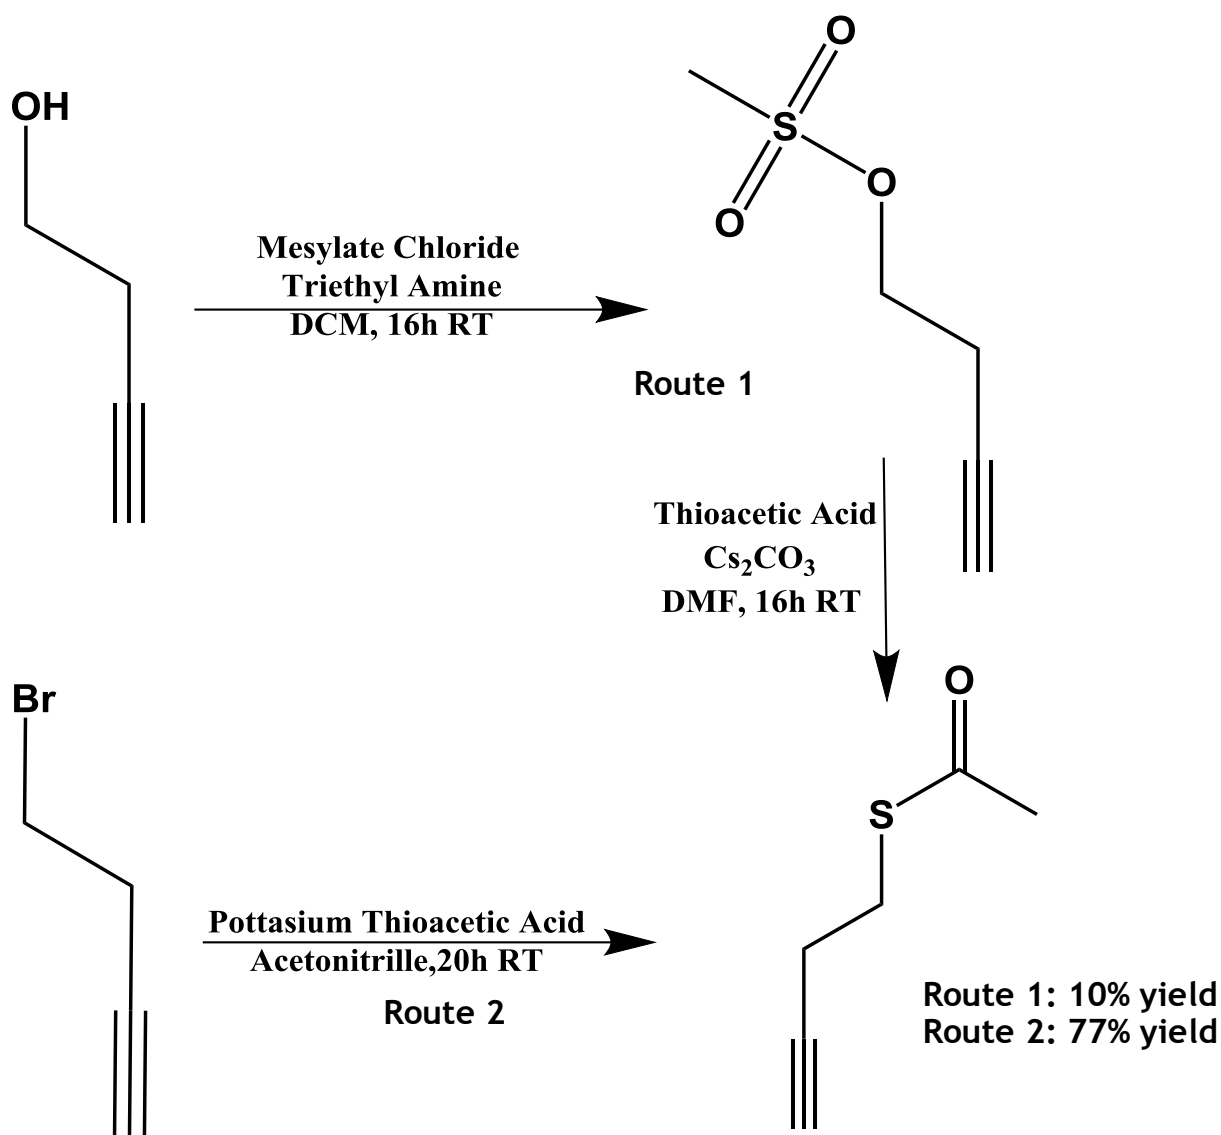 O
OH
S
O
O
Mesylate Chloride
Triethyl Amine
DCM, 16h RT
Route 1
Thioacetic Acid
Cs₂CO₃
DMF, 16h RT
O
Br
S
Pottasium Thioacetic Acid
Acetonitrille,20h RT
Route 2
Route 1: 10% yield
Route 2: 77% yield